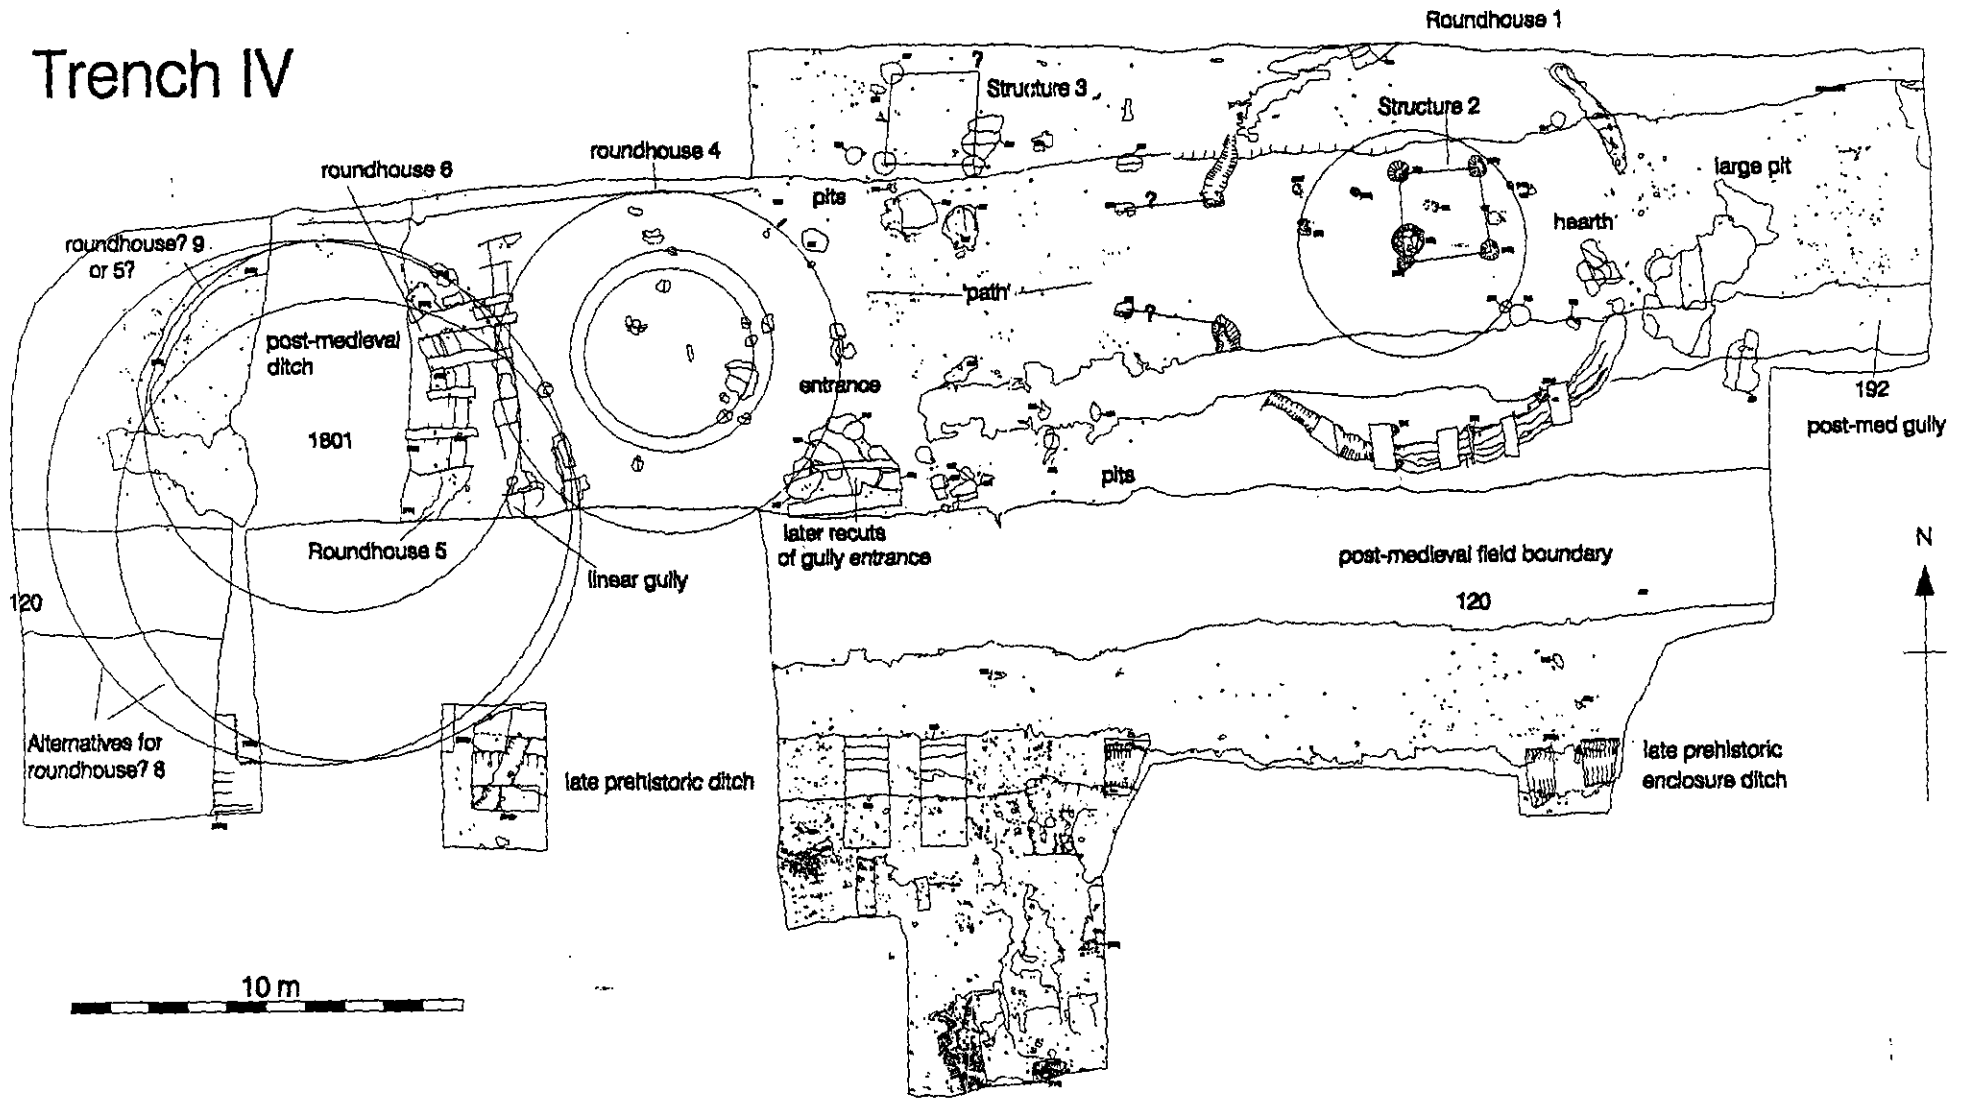 Trench IV
Roundhouse 1
Structure 3
?
Structure 2
roundhouse 4
roundhouse 6
large pit
pits
?
hearth
roundhouse? 9
or 5?
'path'
?
post-medieval
ditch
entrance
192
post-med gully
1801
pits
later recuts
of gully entrance
Roundhouse 5
linear gully
post-medieval field boundary
N
120
120
Alternatives for
roundhouse? 8
late prehistoric ditch
late prehistoric
enclosure ditch
10 m